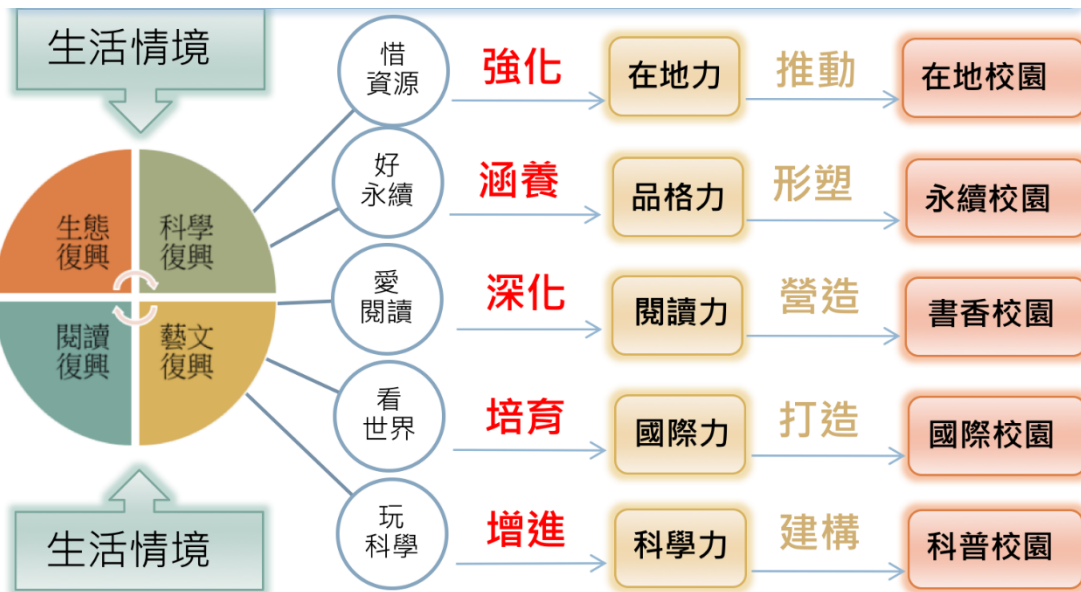 生活情境
生態
復興
科學
復興
閱讀
復興
藝文
復興
生活情境
惜
資源
強化
在地力
推動
在地校園
好
永續
涵養
品格力
形塑
永續校園
愛
閱讀
深化
閱讀力
營造
書香校園
看
世界
培育
國際力
打造
國際校園
玩
科學
增進
科學力
建構
科普校園